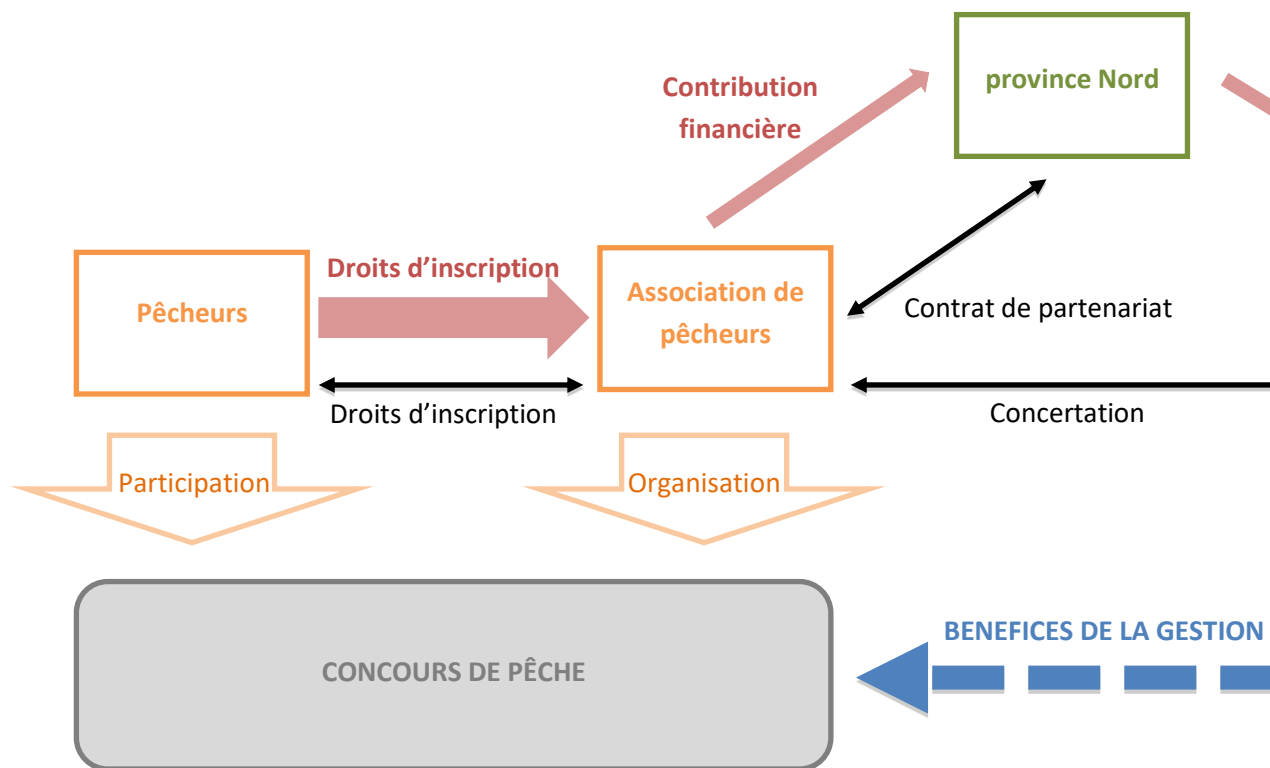 province Nord
Contribution
financière
Droits d’inscription
Pêcheurs
Association de
pêcheurs
Contrat de partenariat
Droits d’inscription
Concertation
Participation
Organisation
BENEFICES DE LA GESTION
CONCOURS DE PÊCHE